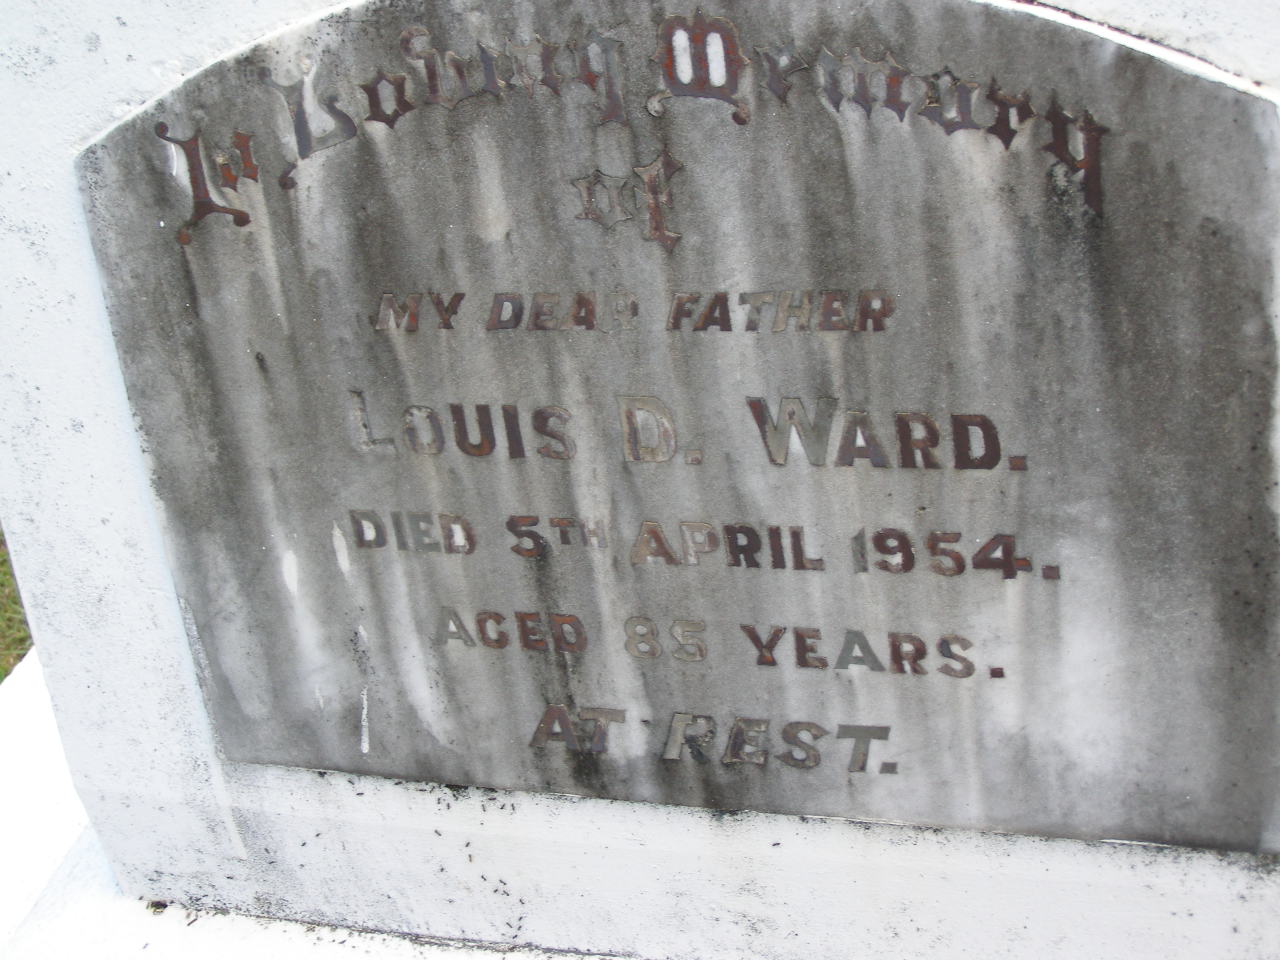 In Loving Memory
of
MY DEAR FATHER
LOUIS D. WARD.
DIED 5TH APRIL 1954.
AGED 85 YEARS.
AT REST.